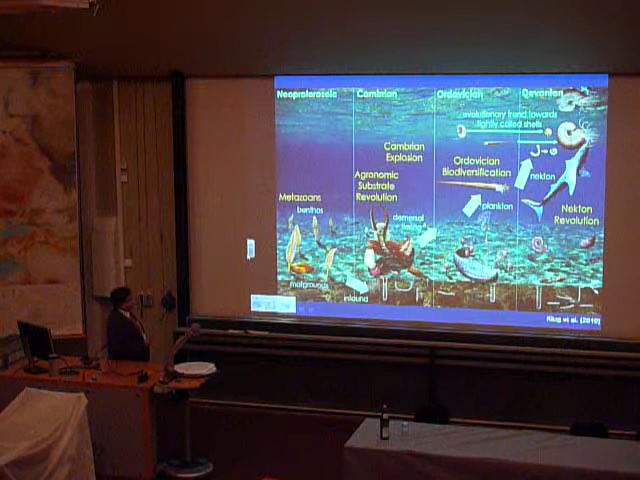 Neoproterozoic
Cambrian
Ordovician
Devonian
evolutionary trend towards
tightly coiled shells
Cambrian
Explosion
Ordovician
Biodiversification
Agronomic
Substrate
Revolution
nekton
Metazoans
benthos
plankton
Nekton
Revolution
demersal
matgrounds
infauna
Klug et al. (2010)